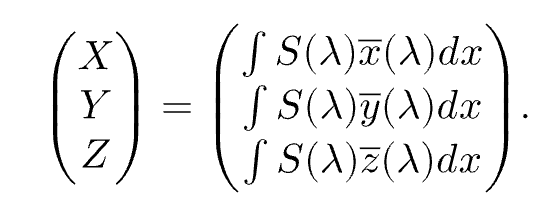 X = ∫ S(λ)x̅(λ)dx
Y = ∫ S(λ)y̅(λ)dx
Z = ∫ S(λ)z̅(λ)dx.